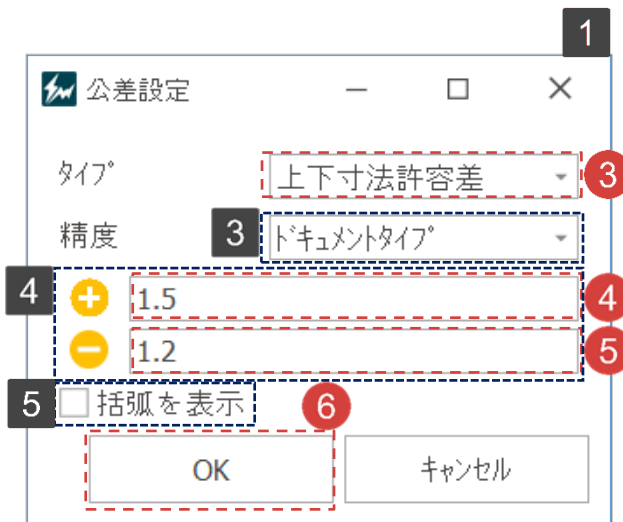 1
公差設定
ﾀｲﾌﾟ 上下寸法許容差 3
精度 3 ﾄﾞｷｭﾒﾝﾄﾀｲﾌﾟ
4 1.5 4
1.2 5
5 括弧を表示 6
OK ｷｬﾝｾﾙ